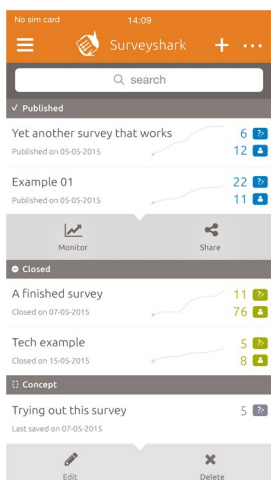 No sim card 14:09
Surveyshark
search
Published
Yet another survey that works 6
Published on 05-05-2015 12
Example 01 22
Published on 05-05-2015 11
Monitor Share
Closed
A finished survey 11
Closed on 07-05-2015 76
Tech example 5
Closed on 15-05-2015 8
Concept
Trying out this survey 5
Last saved on 07-05-2015
Edit Delete